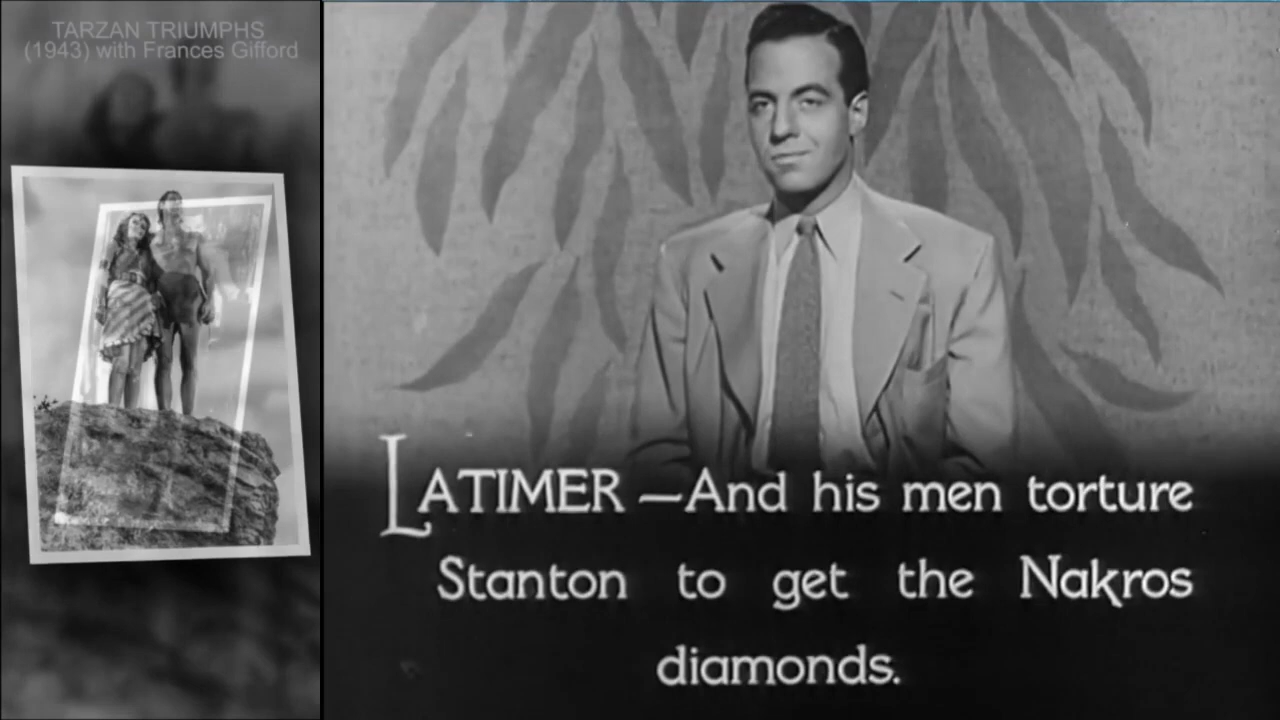 TARZAN TRIUMPHS
(1943) with Frances Gifford
LATIMER —And his men torture
Stanton to get the Nakros
diamonds.